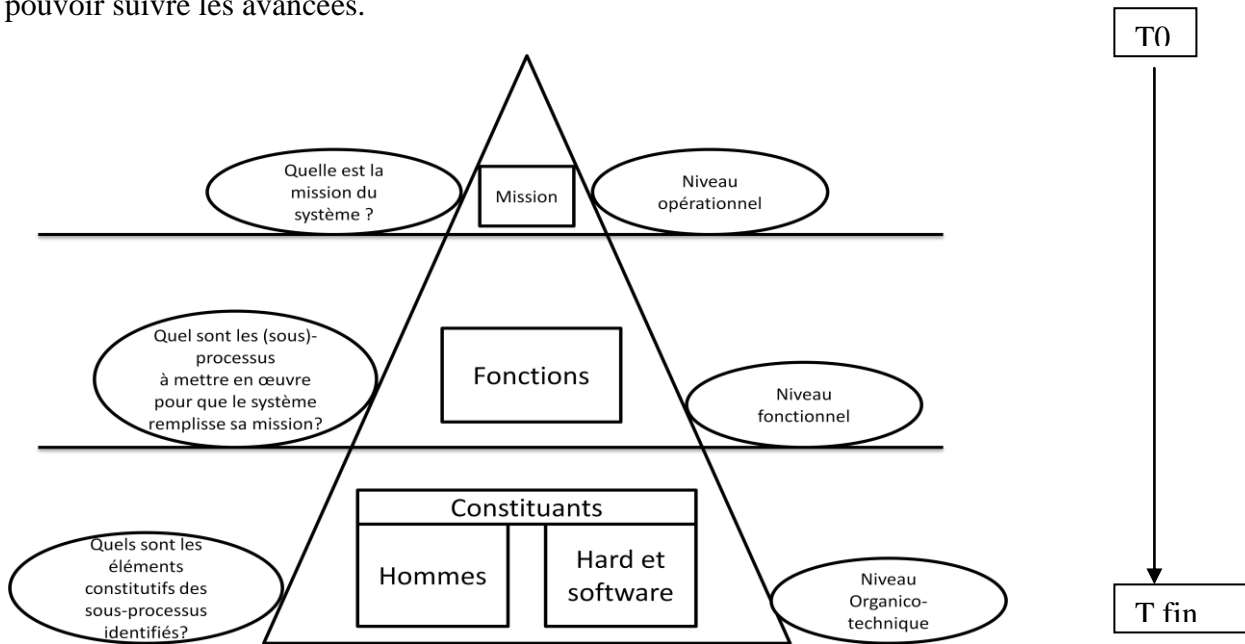 pouvoir suivre les avancées.
T0
Quelle est la
mission du
système ?
Mission
Niveau
opérationnel
Quel sont les (sous)-
processus
à mettre en œuvre
pour que le système
remplisse sa mission?
Fonctions
Niveau
fonctionnel
Constituants
Quels sont les
éléments
constitutifs des
sous-processus
identifiés?
Hommes
Hard et
software
Niveau
Organico-
technique
T fin